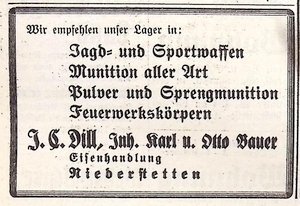 Wir empfehlen unser Lager in:
Jagd- und Sportwaffen
Munition aller Art
Pulver und Sprengmunition
Feuerwerkskörpern
J. C. Dill, Inh. Karl u. Otto Bauer
Eisenhandlung
Niederstetten